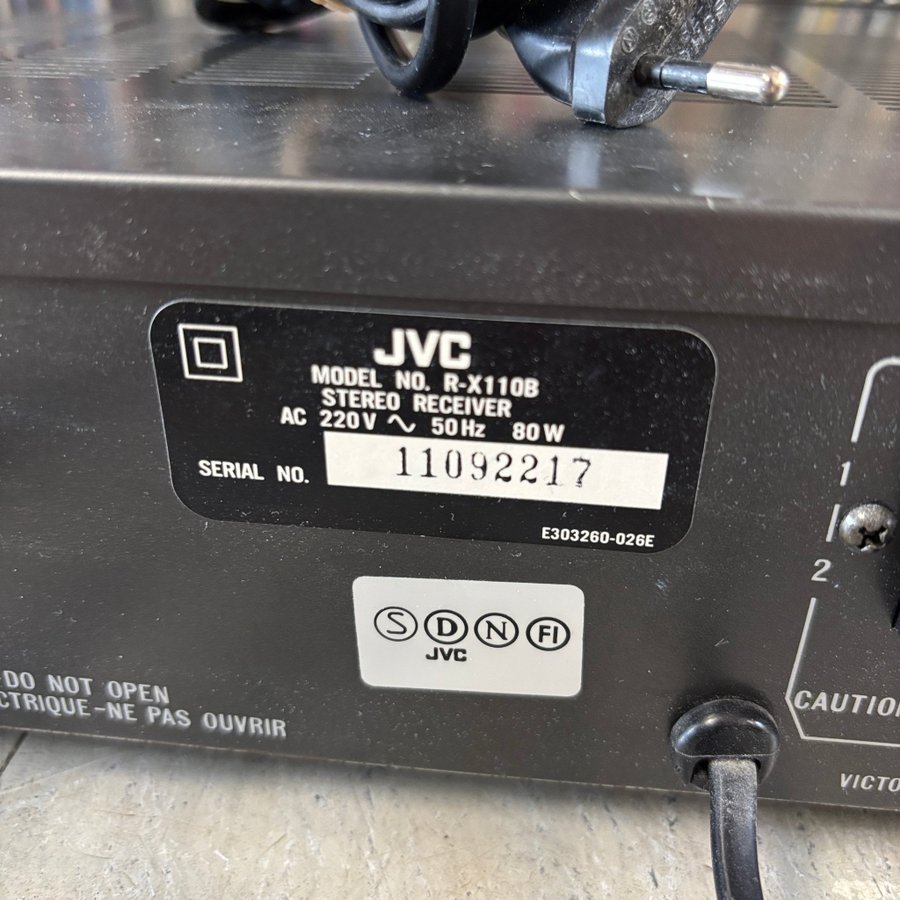 JVC
MODEL NO. R-X110B
STEREO RECEIVER
AC 220V ∿ 50Hz 80W
SERIAL NO. 11092217
E303260-026E
S D N FI
JVC
-DO NOT OPEN
CTRIQUE-NE PAS OUVRIR
1
2
CAUTIO
VICTO